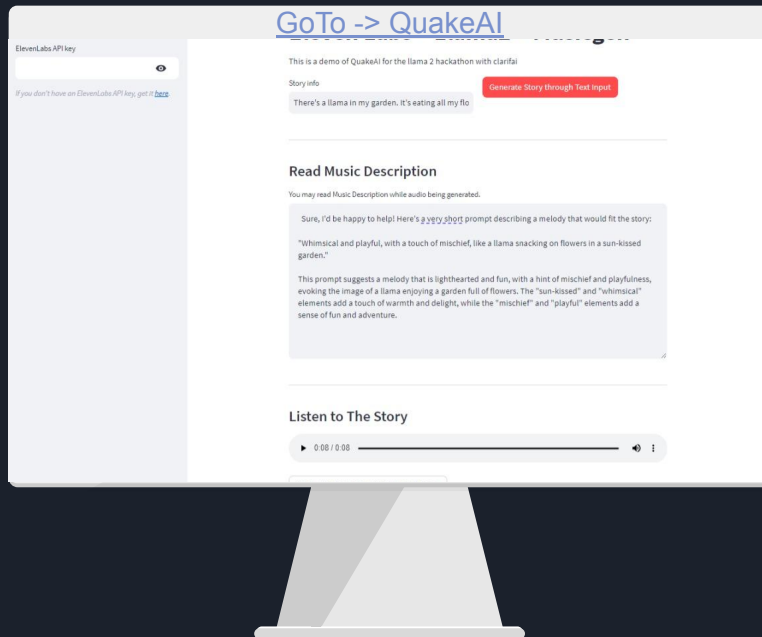 GoTo -> QuakeAI
ElevenLabs API key
If you don't have an ElevenLabs API key, get it here.
This is a demo of QuakeAI for the llama 2 hackathon with clarifai
Story info
There's a llama in my garden. It's eating all my flo
Generate Story through Text Input
Read Music Description
You may read Music Description while audio being generated.
Sure, I'd be happy to help! Here's a very short prompt describing a melody that would fit the story:
"Whimsical and playful, with a touch of mischief, like a llama snacking on flowers in a sun-kissed
garden."
This prompt suggests a melody that is lighthearted and fun, with a hint of mischief and playfulness,
evoking the image of a llama enjoying a garden full of flowers. The "sun-kissed" and "whimsical"
elements add a touch of warmth and delight, while the "mischief" and "playful" elements add a
sense of fun and adventure.
Listen to The Story
0:08 / 0:08